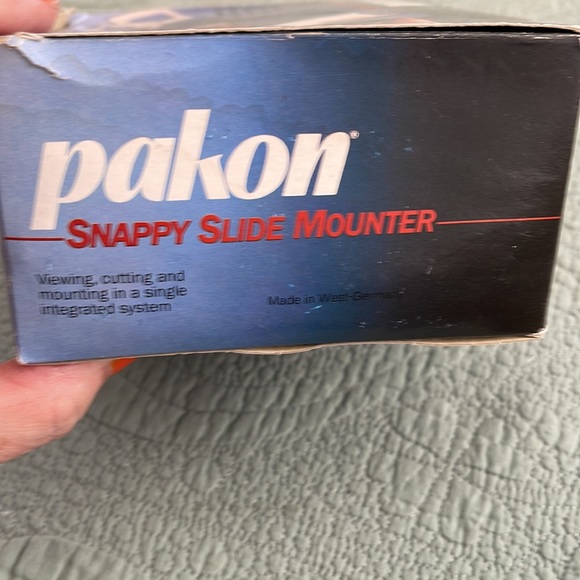 pakon®
SNAPPY SLIDE MOUNTER
Viewing, cutting and
mounting in a single
integrated system
Made in West-Germany